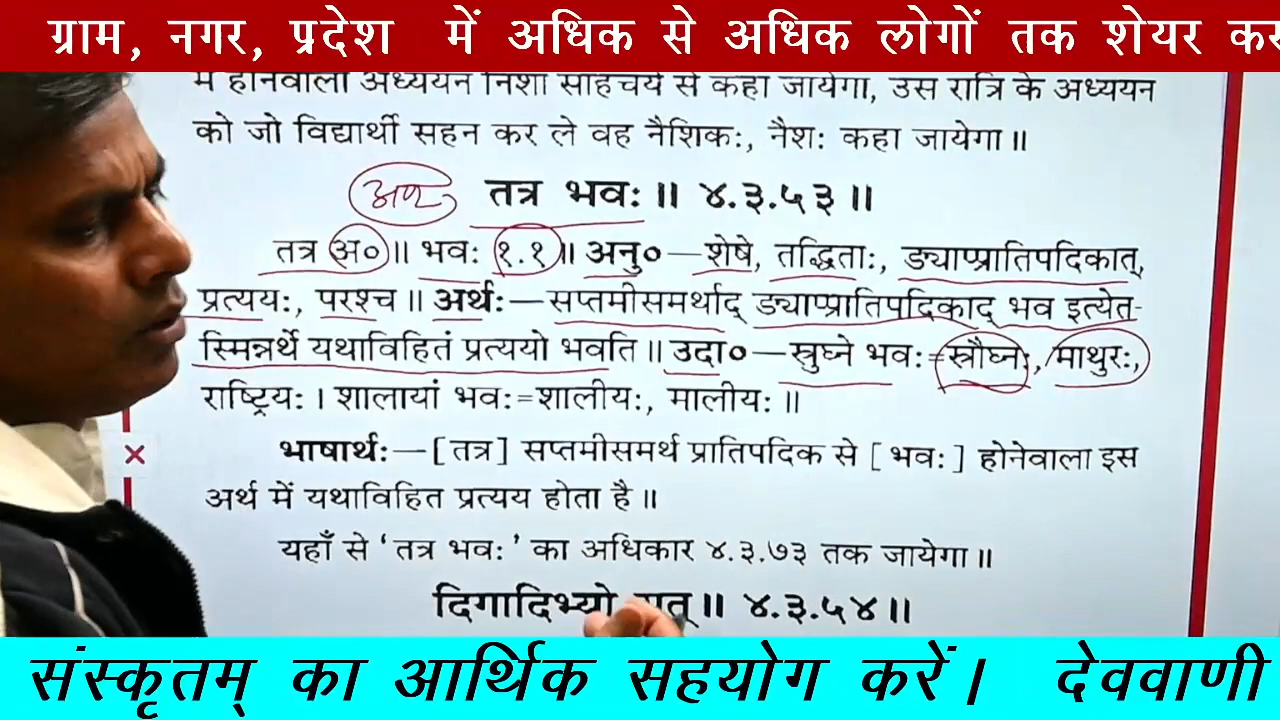 ग्राम, नगर, प्रदेश में अधिक से अधिक लोगों तक शेयर
में होनेवाला अध्ययन निशा साहचर्य से कहा जायेगा, उस रात्रि के अध्ययन
को जो विद्यार्थी सहन कर ले वह नैशिकः, नैशः कहा जायेगा॥
अण् तत्र भवः॥ ४.३.५३॥
तत्र अ०॥ भवः १.१॥ अनु०—शेषे, तद्धिताः, ङ्याप्प्रातिपदिकात्,
प्रत्ययः, परश्च॥ अर्थः—सप्तमीसमर्थाद् ङ्याप्प्रातिपदिकाद् भव इत्येत-
स्मिन्नर्थे यथाविहितं प्रत्ययो भवति॥ उदा०—स्रुघ्ने भवः=स्रौघ्नः, माथुरः,
राष्ट्रियः। शालायां भवः=शालीयः, मालीयः॥
भाषार्थः—[तत्र] सप्तमीसमर्थ प्रातिपदिक से [भवः] होनेवाला इस
अर्थ में यथाविहित प्रत्यय होता है॥
यहाँ से ‘तत्र भवः’ का अधिकार ४.३.७३ तक जायेगा॥
दिगादिभ्यो यत्॥ ४.३.५४॥
संस्कृतम् का आर्थिक सहयोग करें। देववाणी